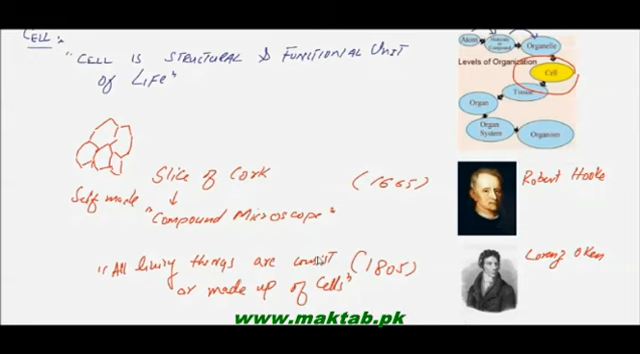 CELL:
"CELL IS STRUCTURAL & FUNCTIONAL UNIT
OF LIFE"
Slice of Cork (1665)
Self made
"Compound Microscope"
"All living things are consist (1805)
or made up of Cells"
Atom
Organelle
Levels of Organization
Cell
Tissue
Organ
Organ
System
Organism
Robert Hooke
Lorenz Oken
www.maktab.pk